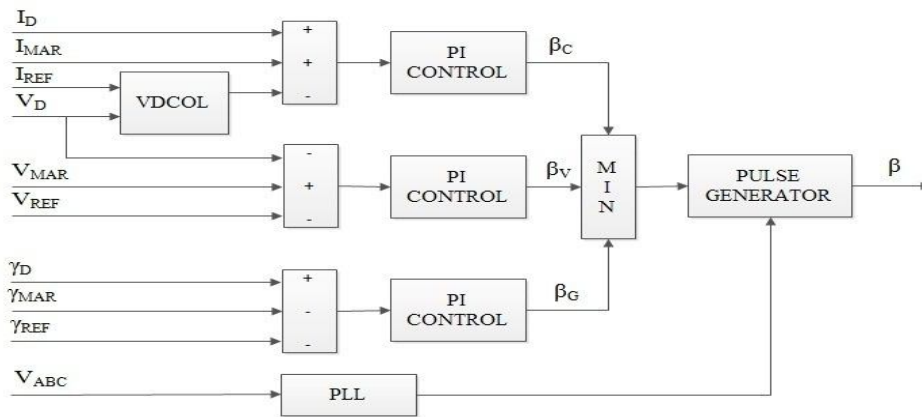 I_D
I_MAR
I_REF
V_D
VDCOL
+
+
-
PI
CONTROL
β_C
V_MAR
V_REF
-
+
-
PI
CONTROL
β_V
M
I
N
PULSE
GENERATOR
β
γ_D
γ_MAR
γ_REF
+
-
-
PI
CONTROL
β_G
V_ABC
PLL